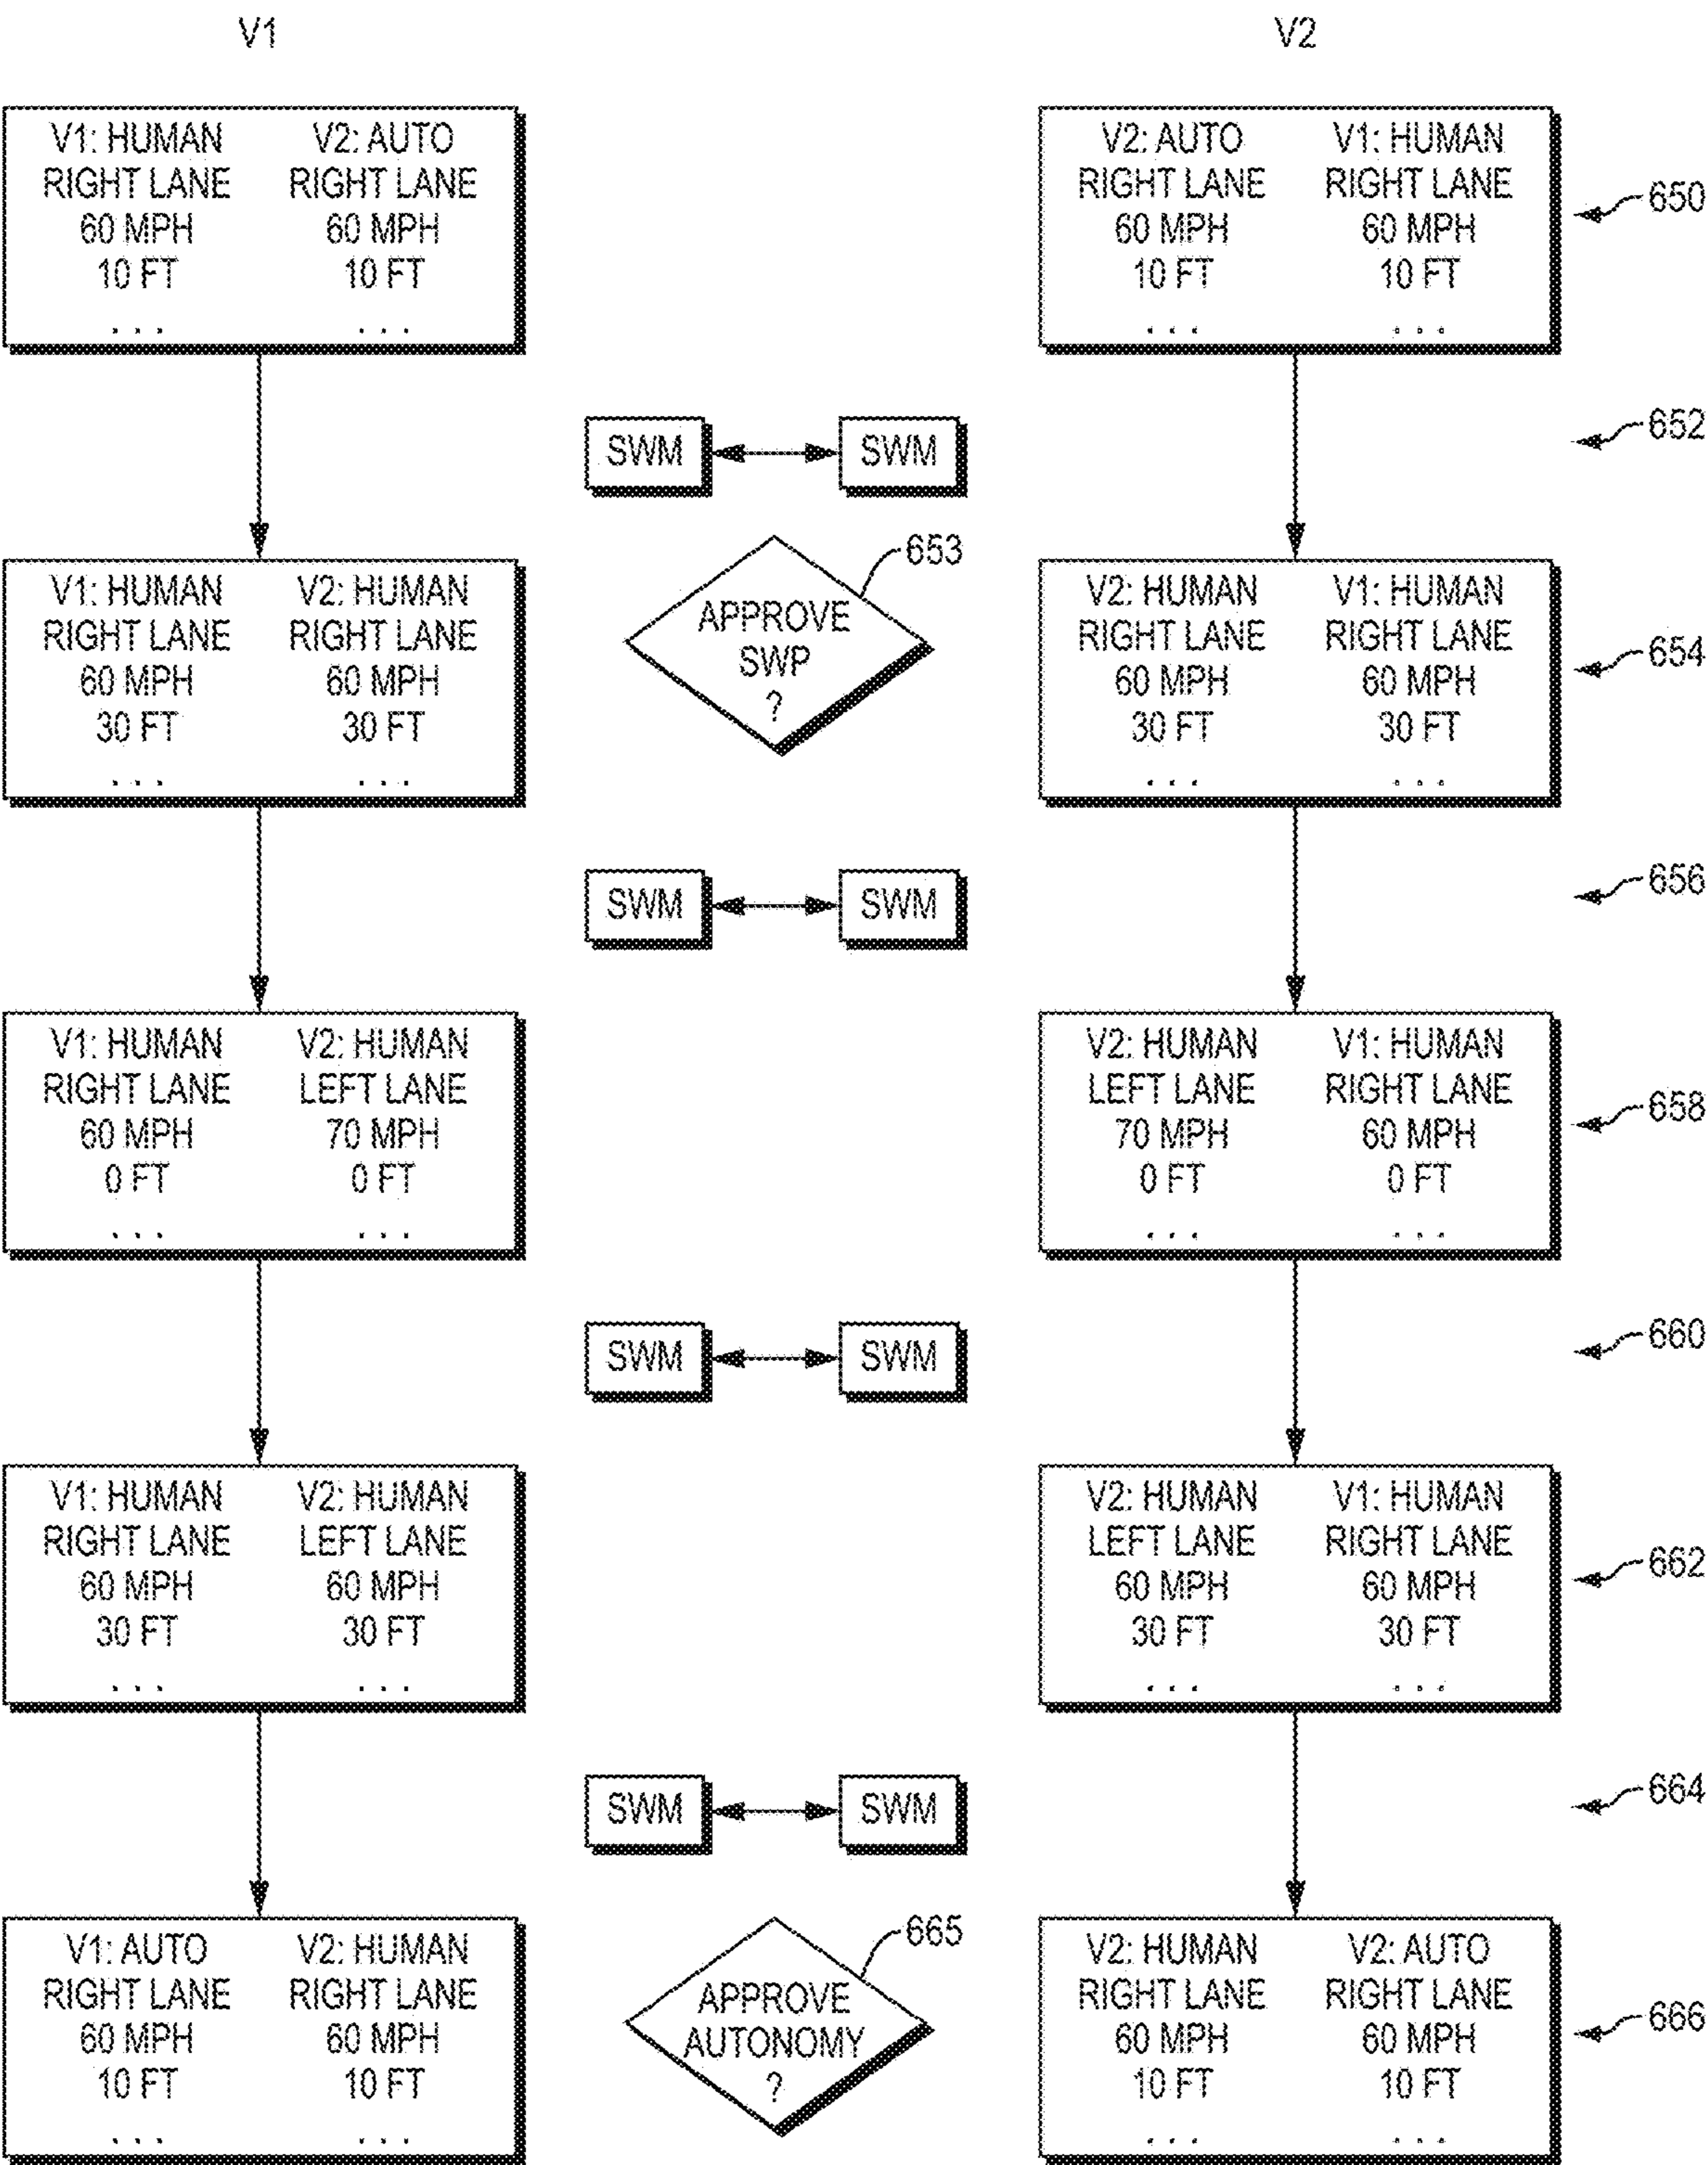 V1
V2
V1: HUMAN
RIGHT LANE
60 MPH
10 FT
. . .
V2: AUTO
RIGHT LANE
60 MPH
10 FT
. . .
V2: AUTO
RIGHT LANE
60 MPH
10 FT
. . .
V1: HUMAN
RIGHT LANE
60 MPH
10 FT
. . .
650
SWM
SWM
652
V1: HUMAN
RIGHT LANE
60 MPH
30 FT
. . .
V2: HUMAN
RIGHT LANE
60 MPH
30 FT
. . .
653
APPROVE
SWP
?
V2: HUMAN
RIGHT LANE
60 MPH
30 FT
. . .
V1: HUMAN
RIGHT LANE
60 MPH
30 FT
. . .
654
SWM
SWM
656
V1: HUMAN
RIGHT LANE
60 MPH
0 FT
. . .
V2: HUMAN
LEFT LANE
70 MPH
0 FT
. . .
V2: HUMAN
LEFT LANE
70 MPH
0 FT
. . .
V1: HUMAN
RIGHT LANE
60 MPH
0 FT
. . .
658
SWM
SWM
660
V1: HUMAN
RIGHT LANE
60 MPH
30 FT
. . .
V2: HUMAN
LEFT LANE
60 MPH
30 FT
. . .
V2: HUMAN
LEFT LANE
60 MPH
30 FT
. . .
V1: HUMAN
RIGHT LANE
60 MPH
30 FT
. . .
662
SWM
SWM
664
V1: AUTO
RIGHT LANE
60 MPH
10 FT
. . .
V2: HUMAN
RIGHT LANE
60 MPH
10 FT
. . .
665
APPROVE
AUTONOMY
?
V2: HUMAN
RIGHT LANE
60 MPH
10 FT
. . .
V2: AUTO
RIGHT LANE
60 MPH
10 FT
. . .
666